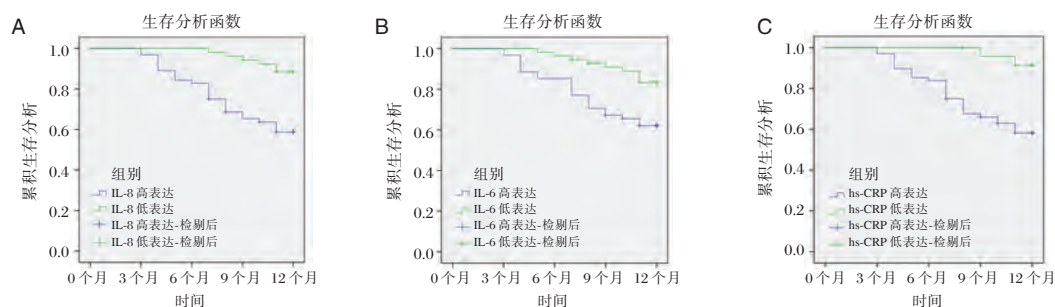 A
生存分析函数
累积生存分析
1.0
0.8
0.6
0.4
0.2
0.0
组别
IL-8 高表达
IL-8 低表达
IL-8 高表达-检剔后
IL-8 低表达-检剔后
0个月 3个月 6个月 9个月 12个月
时间
B
生存分析函数
累积生存分析
1.0
0.8
0.6
0.4
0.2
0.0
组别
IL-6 高表达
IL-6 低表达
IL-6 高表达-检剔后
IL-6 低表达-检剔后
0个月 3个月 6个月 9个月 12个月
时间
C
生存分析函数
累积生存分析
1.0
0.8
0.6
0.4
0.2
0.0
组别
hs-CRP 高表达
hs-CRP 低表达
hs-CRP 高表达-检剔后
hs-CRP 低表达-检剔后
0个月 3个月 6个月 9个月 12个月
时间